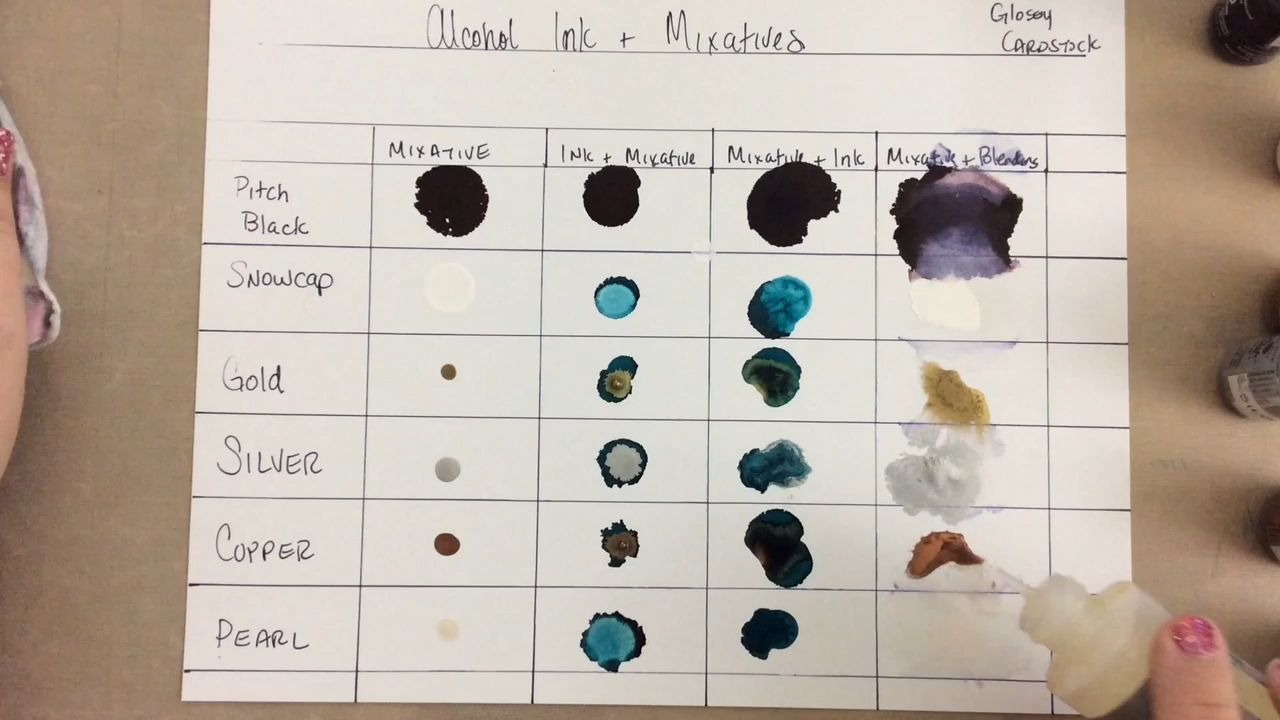 Alcohol Ink + Mixatives
Glossy
Cardstock
Mixative
Ink + Mixative
Mixative + Ink
Mixative + Blenders
Pitch
Black
Snowcap
Gold
Silver
Copper
Pearl